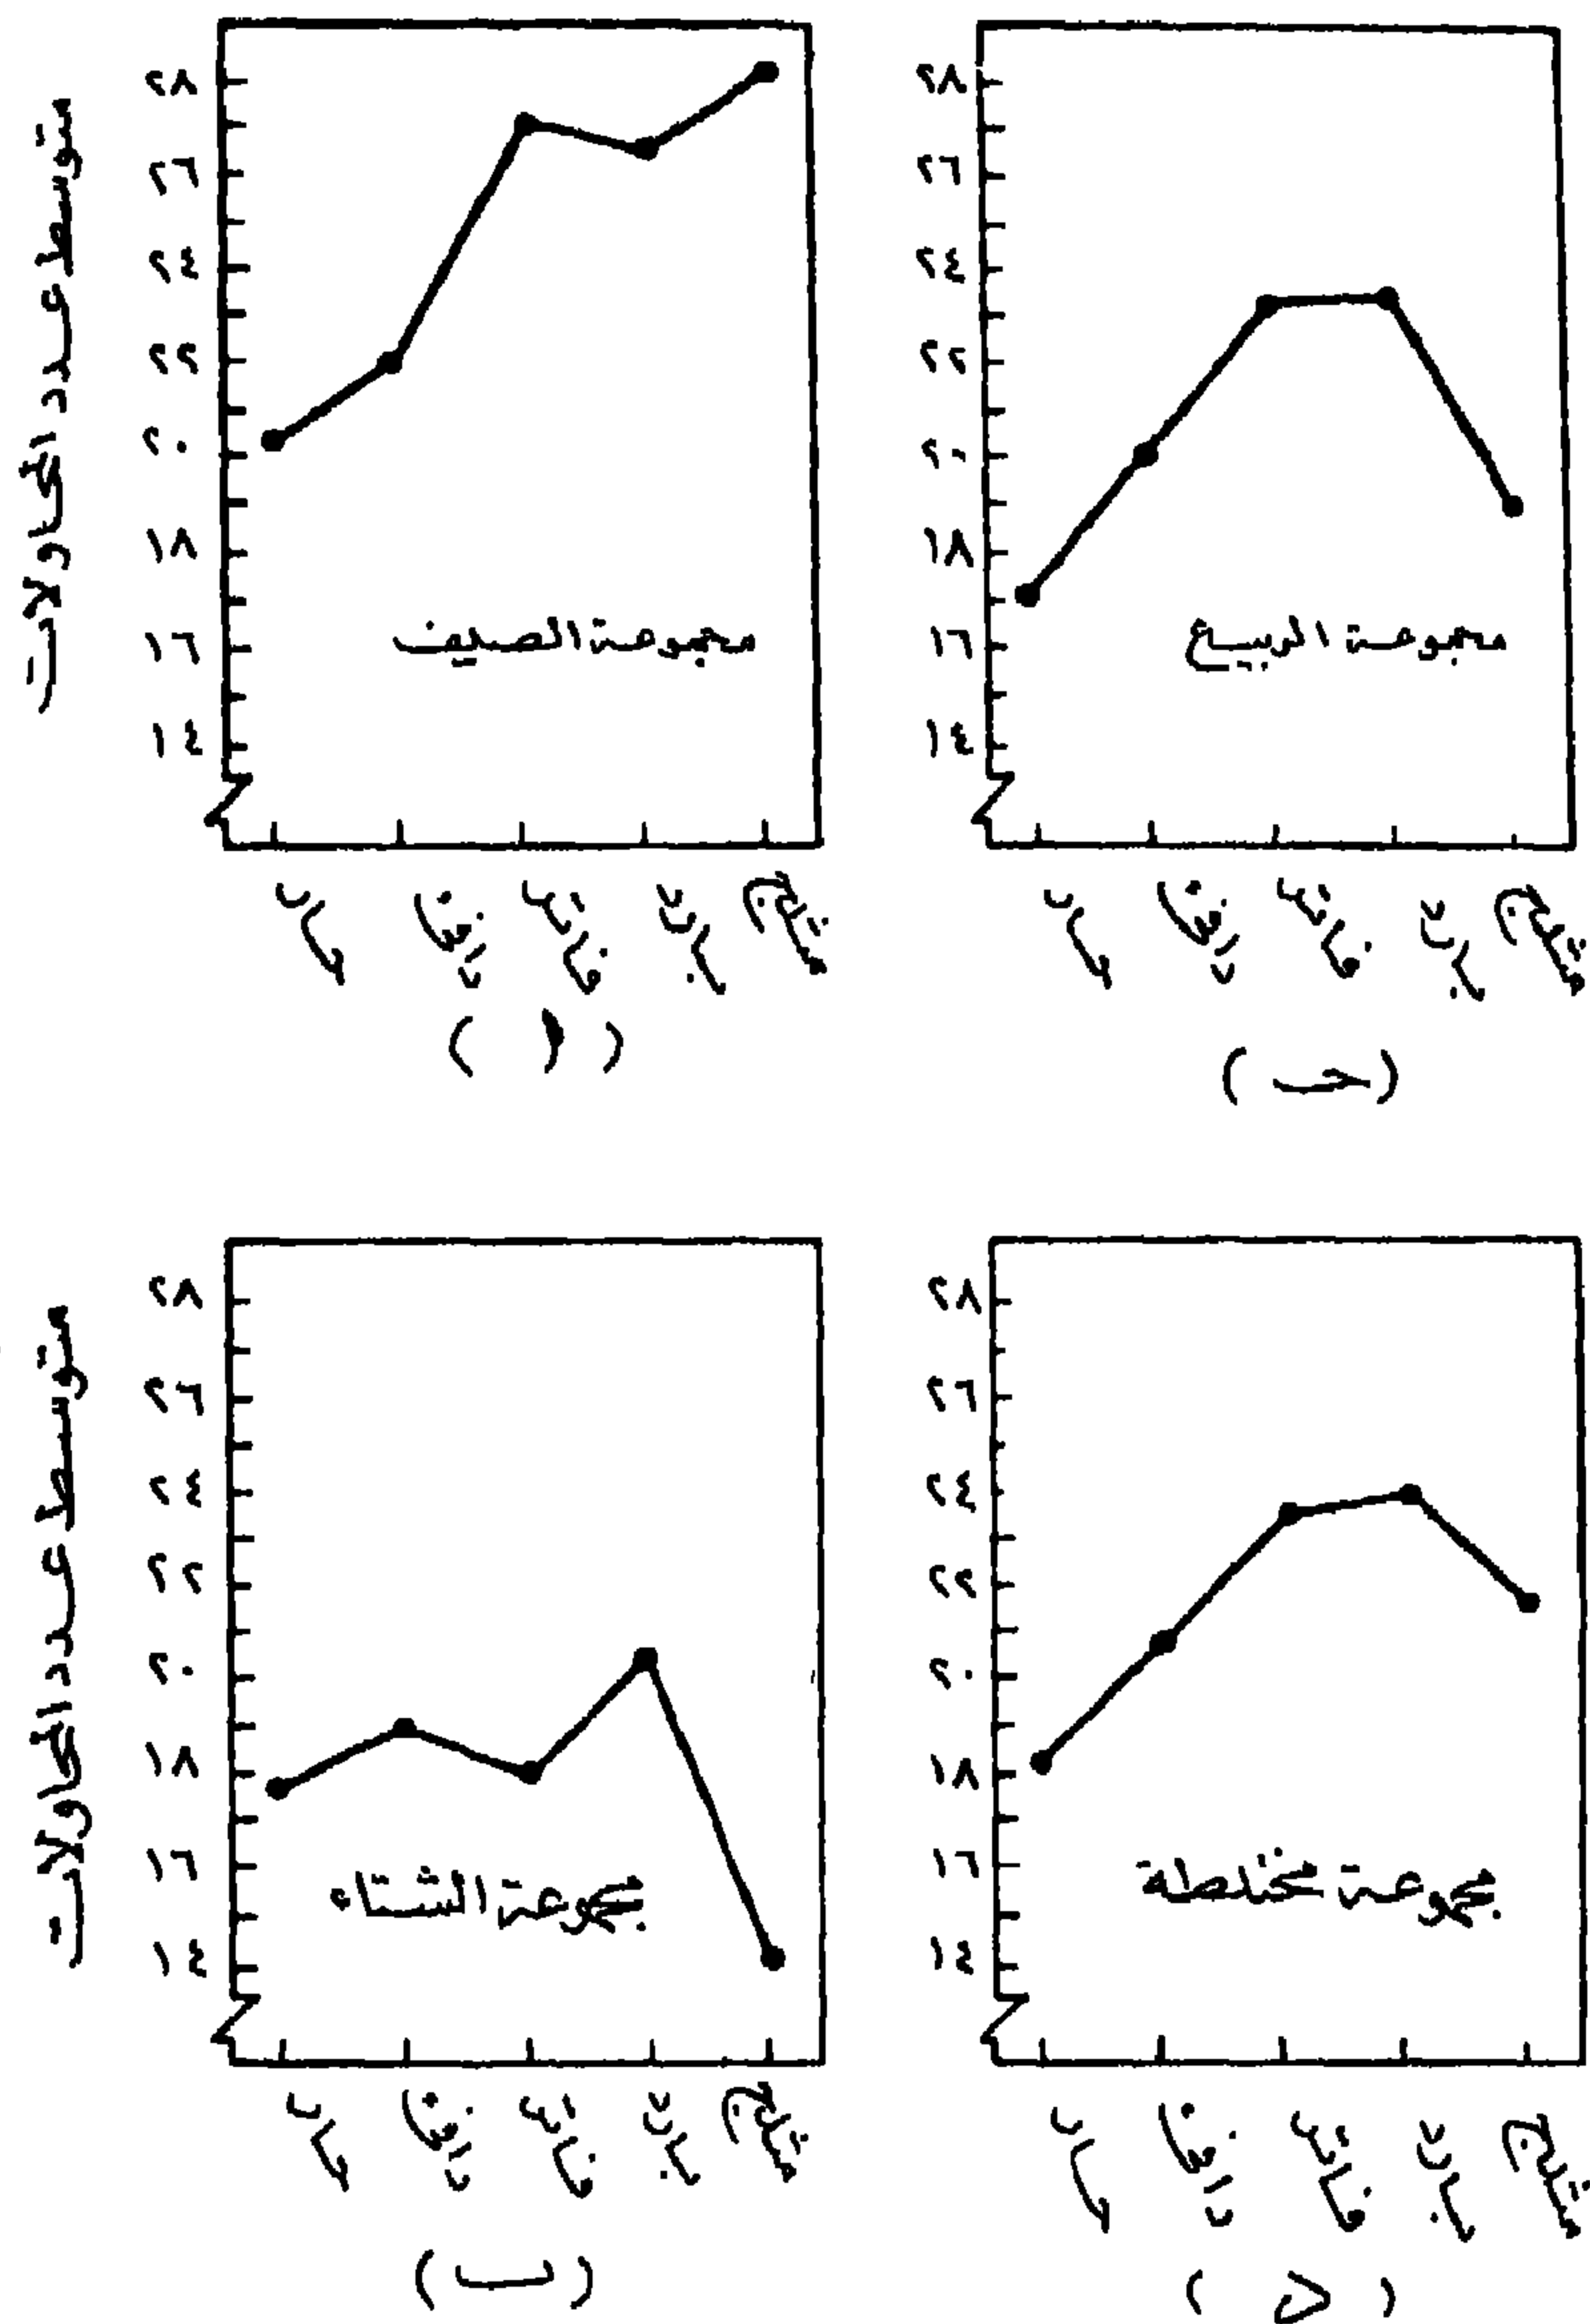 متوسط عدد المحاولات
٢٨
٢٦
٢٤
٢٢
٢٠
١٨
١٦
١٤
مجموعة الصيف
حار
دافئ
فاتر
بارد
مثلج
( أ )
٢٨
٢٦
٢٤
٢٢
٢٠
١٨
١٦
١٤
مجموعة الربيع
حار
دافئ
فاتر
بارد
مثلج
(جـ)
متوسط عدد المحاولات
٢٨
٢٦
٢٤
٢٢
٢٠
١٨
١٦
١٤
مجموعة الشتاء
حار
دافئ
فاتر
بارد
مثلج
(ب)
٢٨
٢٦
٢٤
٢٢
٢٠
١٨
١٦
١٤
مجموعة مختلطة
حار
دافئ
فاتر
بارد
مثلج
( د )